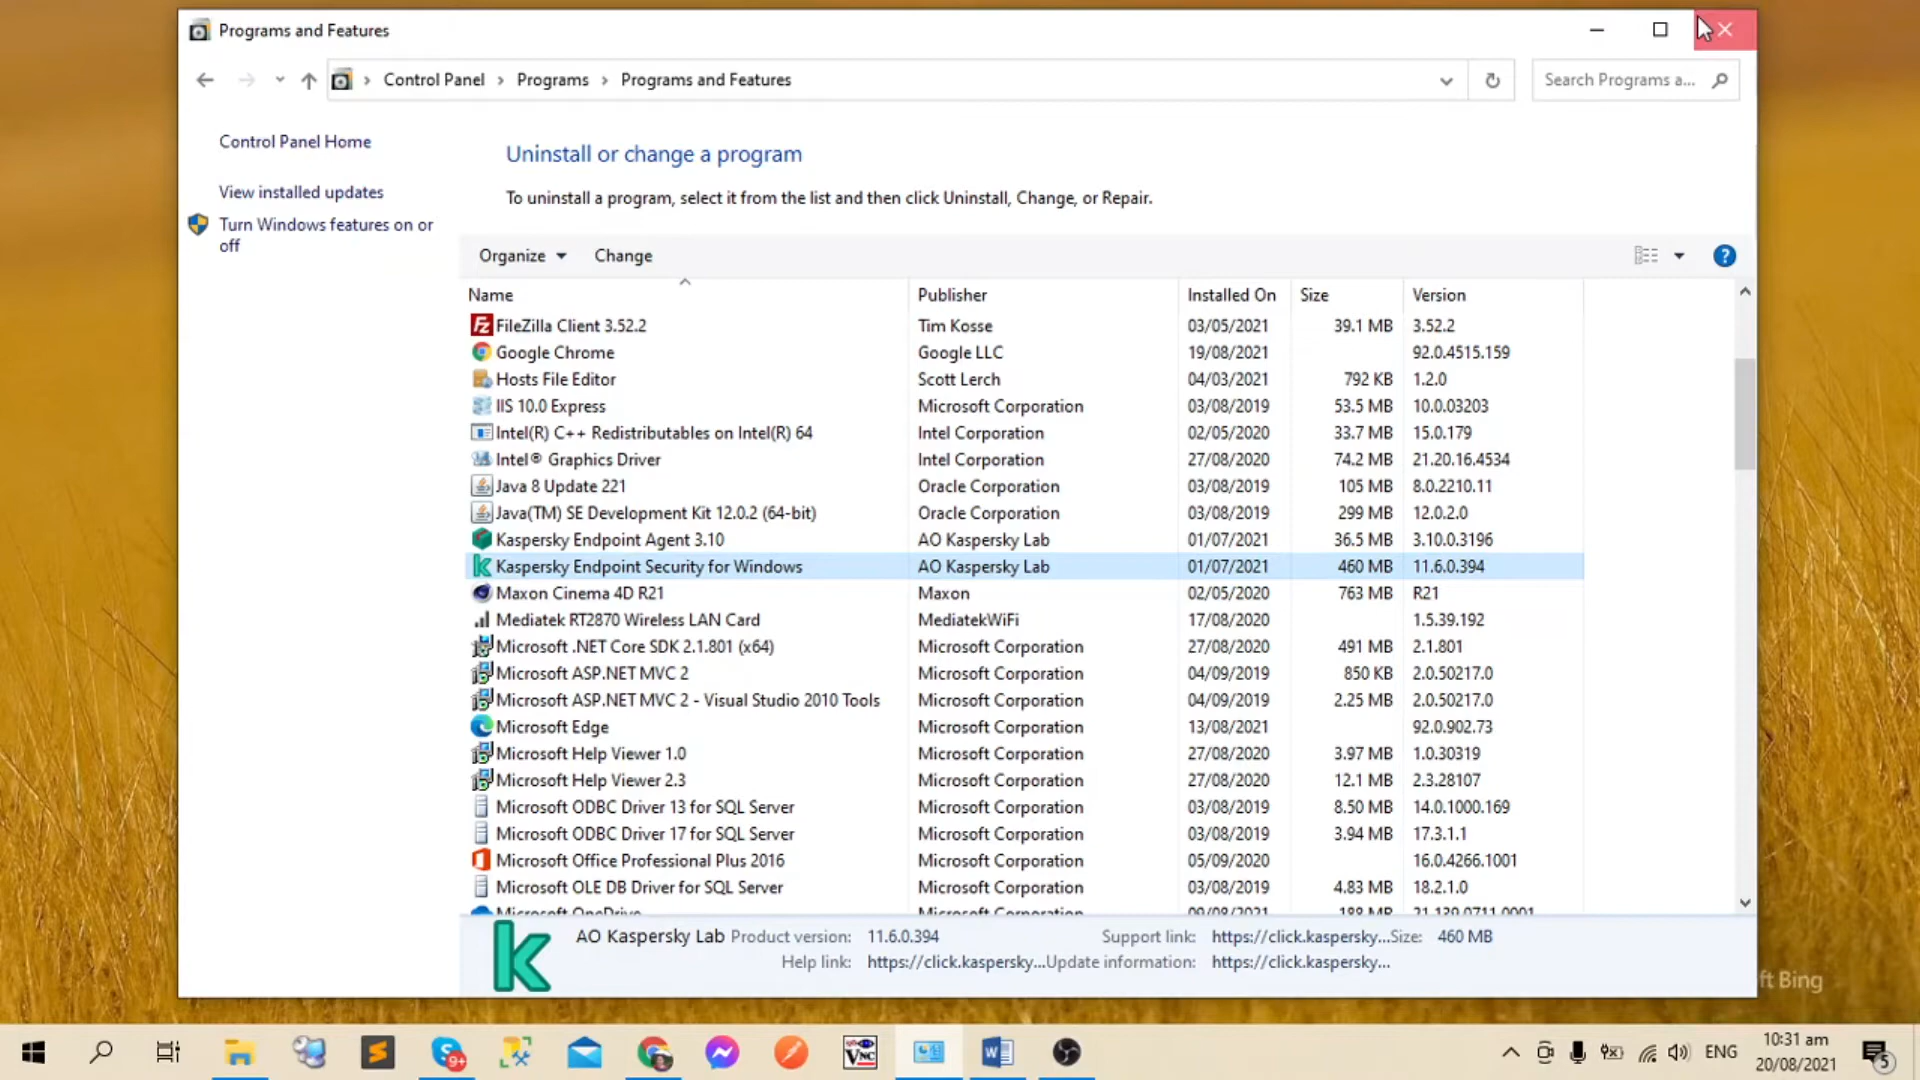 Programs and Features
Control Panel > Programs > Programs and Features
Search Programs a...
Control Panel Home
View installed updates
Turn Windows features on or
off
Uninstall or change a program
To uninstall a program, select it from the list and then click Uninstall, Change, or Repair.
Organize Change
?
Name Publisher Installed On Size Version
FileZilla Client 3.52.2 Tim Kosse 03/05/2021 39.1 MB 3.52.2
Google Chrome Google LLC 19/08/2021 92.0.4515.159
Hosts File Editor Scott Lerch 04/03/2021 792 KB 1.2.0
IIS 10.0 Express Microsoft Corporation 03/08/2019 53.5 MB 10.0.03203
Intel(R) C++ Redistributables on Intel(R) 64 Intel Corporation 02/05/2020 33.7 MB 15.0.179
Intel® Graphics Driver Intel Corporation 27/08/2020 74.2 MB 21.20.16.4534
Java 8 Update 221 Oracle Corporation 03/08/2019 105 MB 8.0.2210.11
Java(TM) SE Development Kit 12.0.2 (64-bit) Oracle Corporation 03/08/2019 299 MB 12.0.2.0
Kaspersky Endpoint Agent 3.10 AO Kaspersky Lab 01/07/2021 36.5 MB 3.10.0.3196
Kaspersky Endpoint Security for Windows AO Kaspersky Lab 01/07/2021 460 MB 11.6.0.394
Maxon Cinema 4D R21 Maxon 02/05/2020 763 MB R21
Mediatek RT2870 Wireless LAN Card MediatekWiFi 17/08/2020 1.5.39.192
Microsoft .NET Core SDK 2.1.801 (x64) Microsoft Corporation 27/08/2020 491 MB 2.1.801
Microsoft ASP.NET MVC 2 Microsoft Corporation 04/09/2019 850 KB 2.0.50217.0
Microsoft ASP.NET MVC 2 - Visual Studio 2010 Tools Microsoft Corporation 04/09/2019 2.25 MB 2.0.50217.0
Microsoft Edge Microsoft Corporation 13/08/2021 92.0.902.73
Microsoft Help Viewer 1.0 Microsoft Corporation 27/08/2020 3.97 MB 1.0.30319
Microsoft Help Viewer 2.3 Microsoft Corporation 27/08/2020 12.1 MB 2.3.28107
Microsoft ODBC Driver 13 for SQL Server Microsoft Corporation 03/08/2019 8.50 MB 14.0.1000.169
Microsoft ODBC Driver 17 for SQL Server Microsoft Corporation 03/08/2019 3.94 MB 17.3.1.1
Microsoft Office Professional Plus 2016 Microsoft Corporation 05/09/2020 16.0.4266.1001
Microsoft OLE DB Driver for SQL Server Microsoft Corporation 03/08/2019 4.83 MB 18.2.1.0
Microsoft OneDrive Microsoft Corporation 09/08/2021 188 MB 21.139.0711.0001
AO Kaspersky Lab Product version: 11.6.0.394 Support link: https://click.kaspersky... Size: 460 MB
Help link: https://click.kaspersky... Update information: https://click.kaspersky...
ft Bing
9+
VNC
ENG
10:31 am
20/08/2021
5